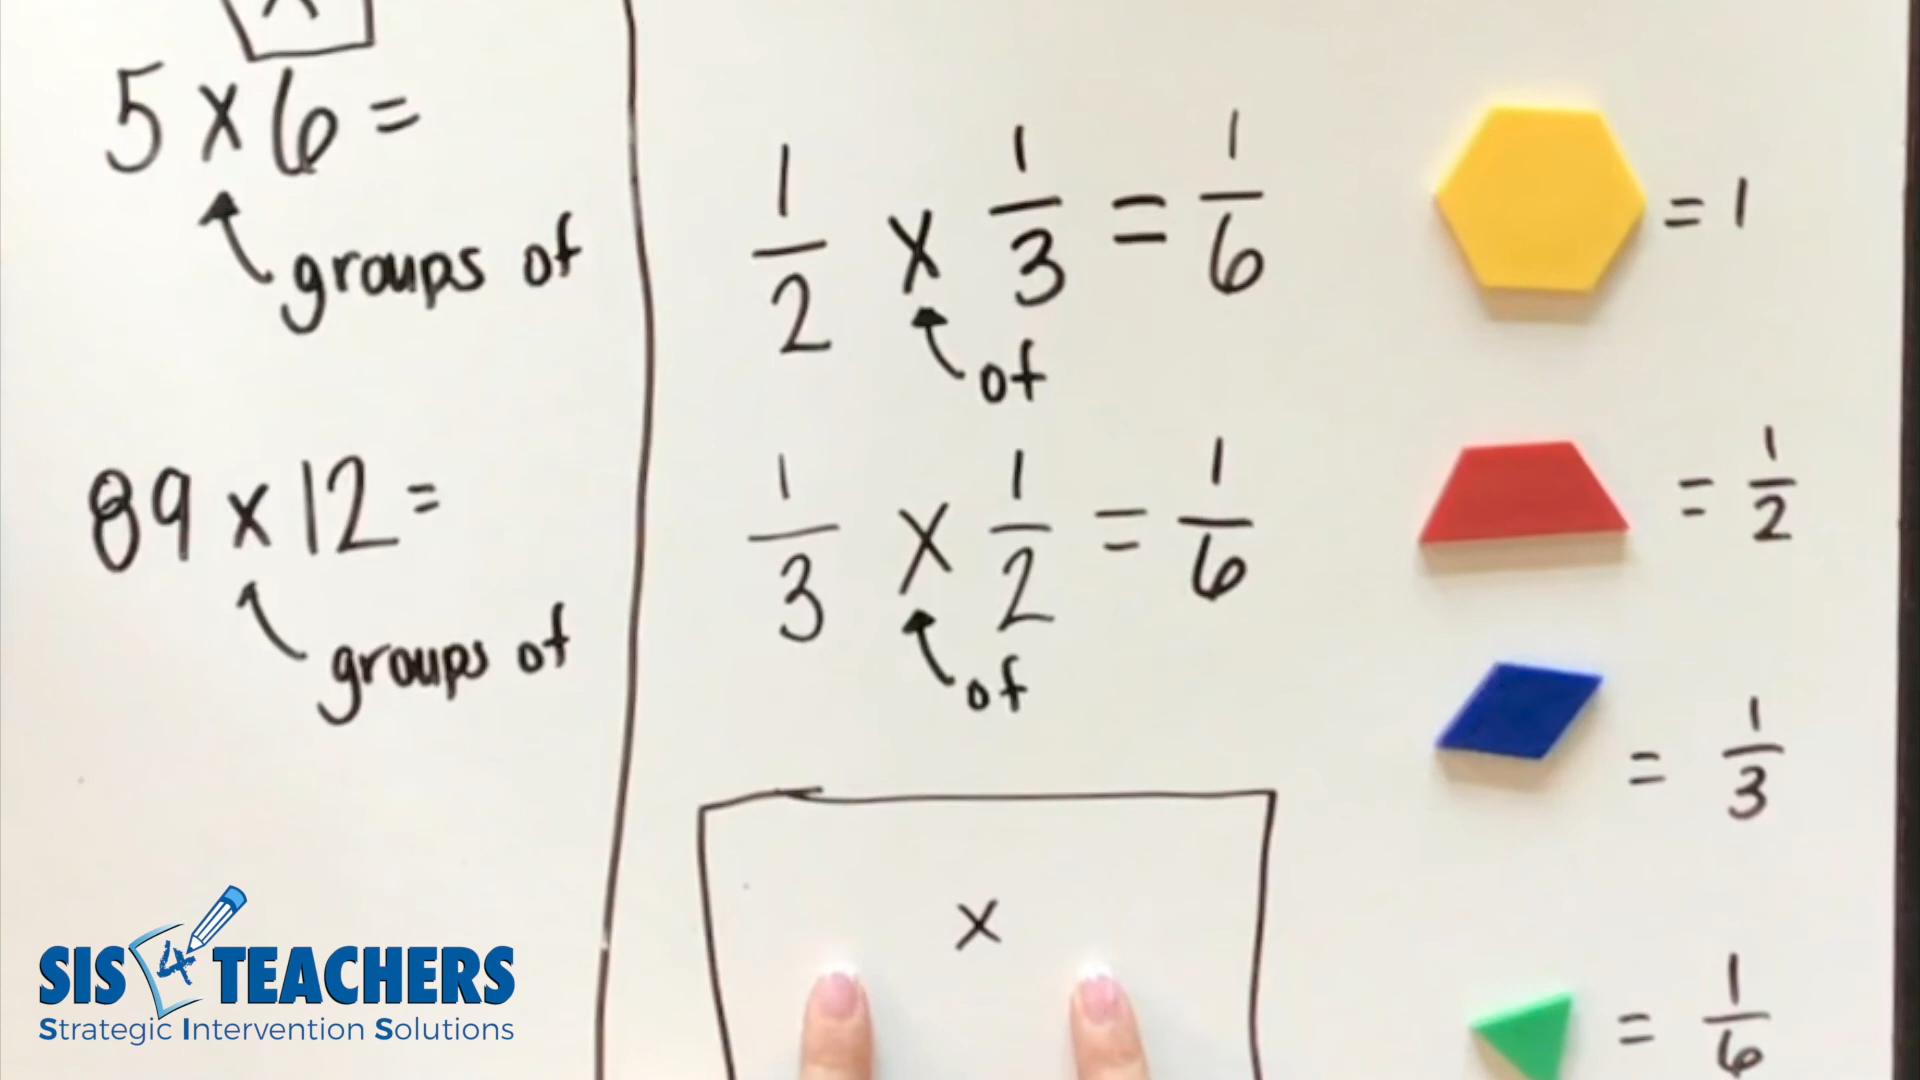 5 x 6 =
groups of
89 x 12 =
groups of
1/2 x 1/3 = 1/6
of
1/3 x 1/2 = 1/6
of
x
= 1
= 1/2
= 1/3
= 1/6
SIS 4 TEACHERS
Strategic Intervention Solutions